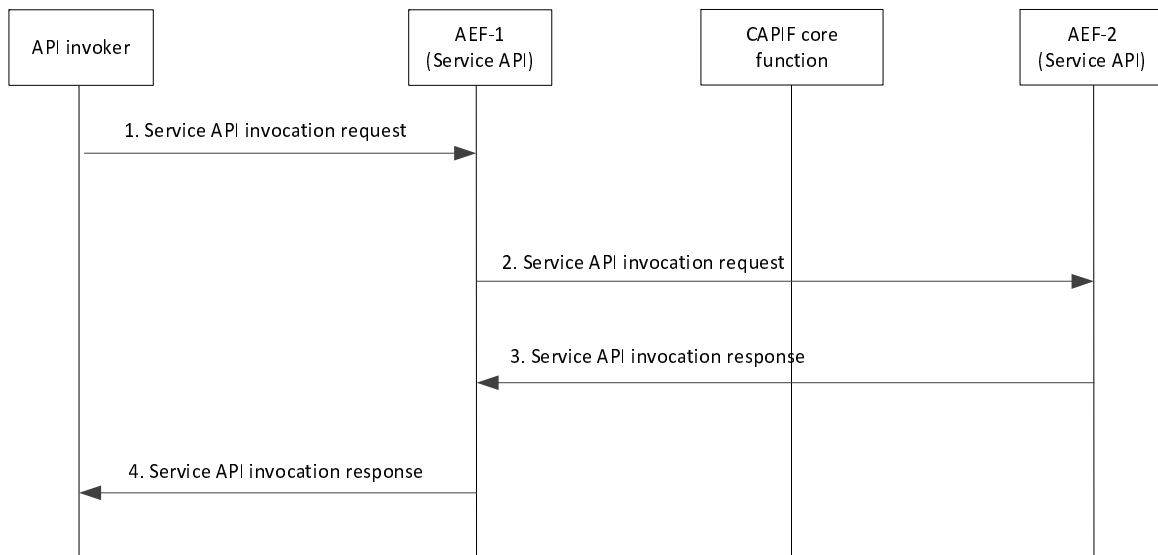 API invoker
AEF-1
(Service API)
CAPIF core
function
AEF-2
(Service API)
1. Service API invocation request
2. Service API invocation request
3. Service API invocation response
4. Service API invocation response